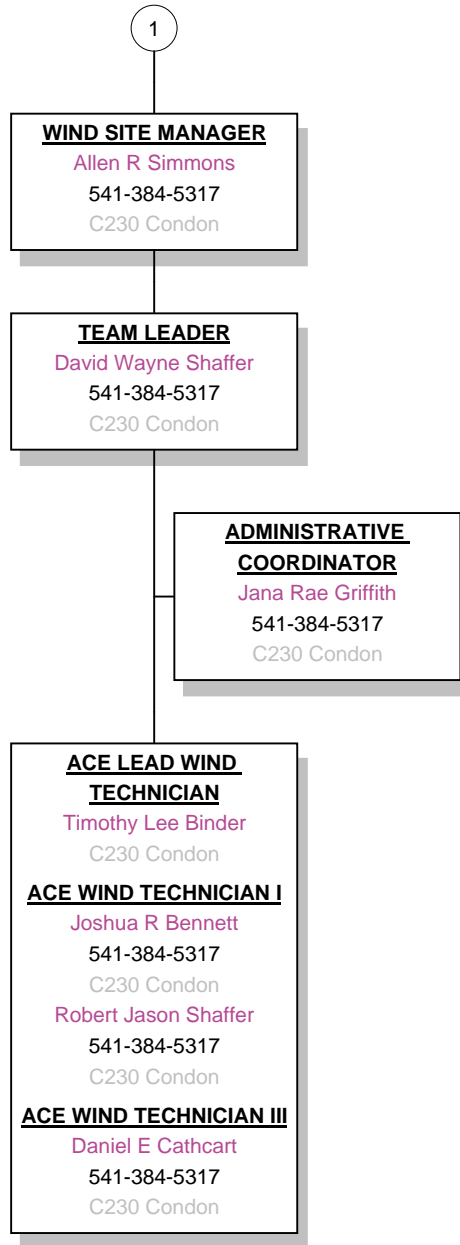 1
WIND SITE MANAGER
Allen R Simmons
541-384-5317
C230 Condon
TEAM LEADER
David Wayne Shaffer
541-384-5317
C230 Condon
ADMINISTRATIVE
COORDINATOR
Jana Rae Griffith
541-384-5317
C230 Condon
ACE LEAD WIND
TECHNICIAN
Timothy Lee Binder
C230 Condon
ACE WIND TECHNICIAN I
Joshua R Bennett
541-384-5317
C230 Condon
Robert Jason Shaffer
541-384-5317
C230 Condon
ACE WIND TECHNICIAN III
Daniel E Cathcart
541-384-5317
C230 Condon